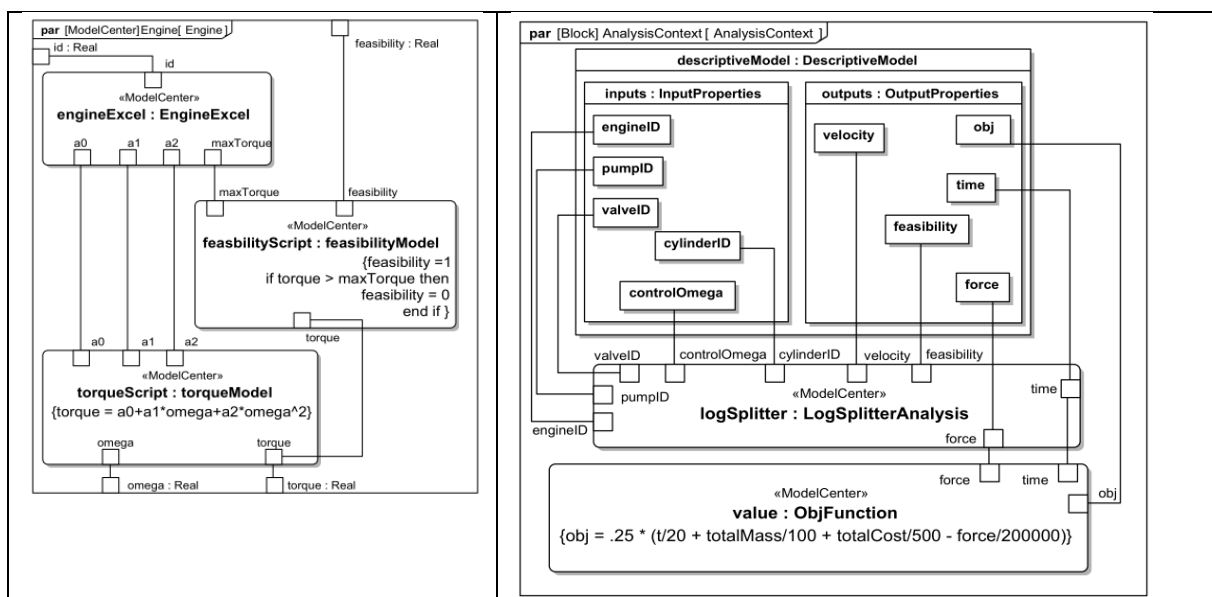 par [ModelCenter]Engine[ Engine]
id : Real
id
feasibility : Real
«ModelCenter»
engineExcel : EngineExcel
a0
a1
a2
maxTorque
maxTorque
feasibility
«ModelCenter»
feasbilityScript : feasibilityModel
{feasibility =1
if torque > maxTorque then
feasibility = 0
end if }
torque
a0
a1
a2
«ModelCenter»
torqueScript : torqueModel
{torque = a0+a1*omega+a2*omega^2}
omega
torque
omega : Real
torque : Real
par [Block] AnalysisContext [ AnalysisContext ]
descriptiveModel : DescriptiveModel
inputs : InputProperties
engineID
pumpID
valveID
cylinderID
controlOmega
outputs : OutputProperties
velocity
obj
time
feasibility
force
valveID
controlOmega
cylinderID
velocity
feasibility
pumpID
engineID
time
«ModelCenter»
logSplitter : LogSplitterAnalysis
force
force
time
obj
«ModelCenter»
value : ObjFunction
{obj = .25 * (t/20 + totalMass/100 + totalCost/500 - force/200000)}